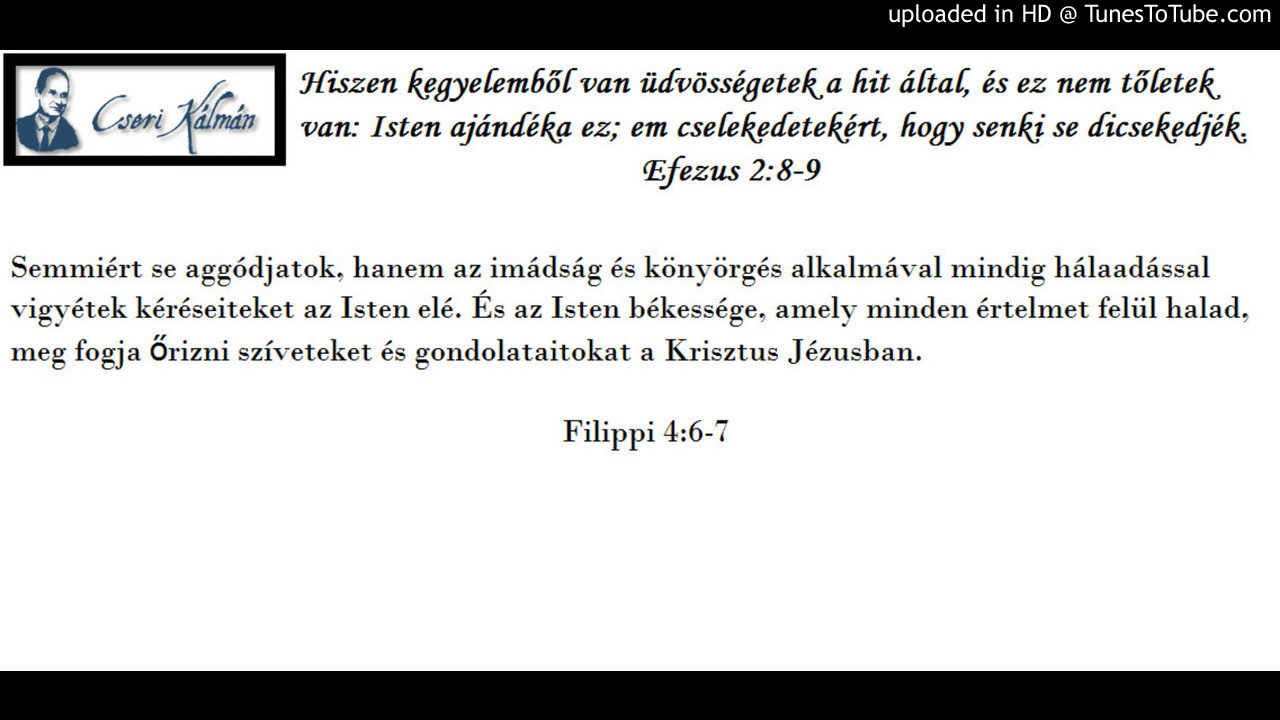 uploaded in HD @ TunesToTube.com
Cseri Kálmán
Hiszen kegyelemből van üdvösségetek a hit által, és ez nem tőletek
van: Isten ajándéka ez; em cselekedetekért, hogy senki se dicsekedjék.
Efezus 2:8-9
Semmiért se aggódjatok, hanem az imádság és könyörgés alkalmával mindig hálaadással
vigyétek kéréseiteket az Isten elé. És az Isten békessége, amely minden értelmet felül halad,
meg fogja Őrizni szíveteket és gondolataitokat a Krisztus Jézusban.
Filippi 4:6-7